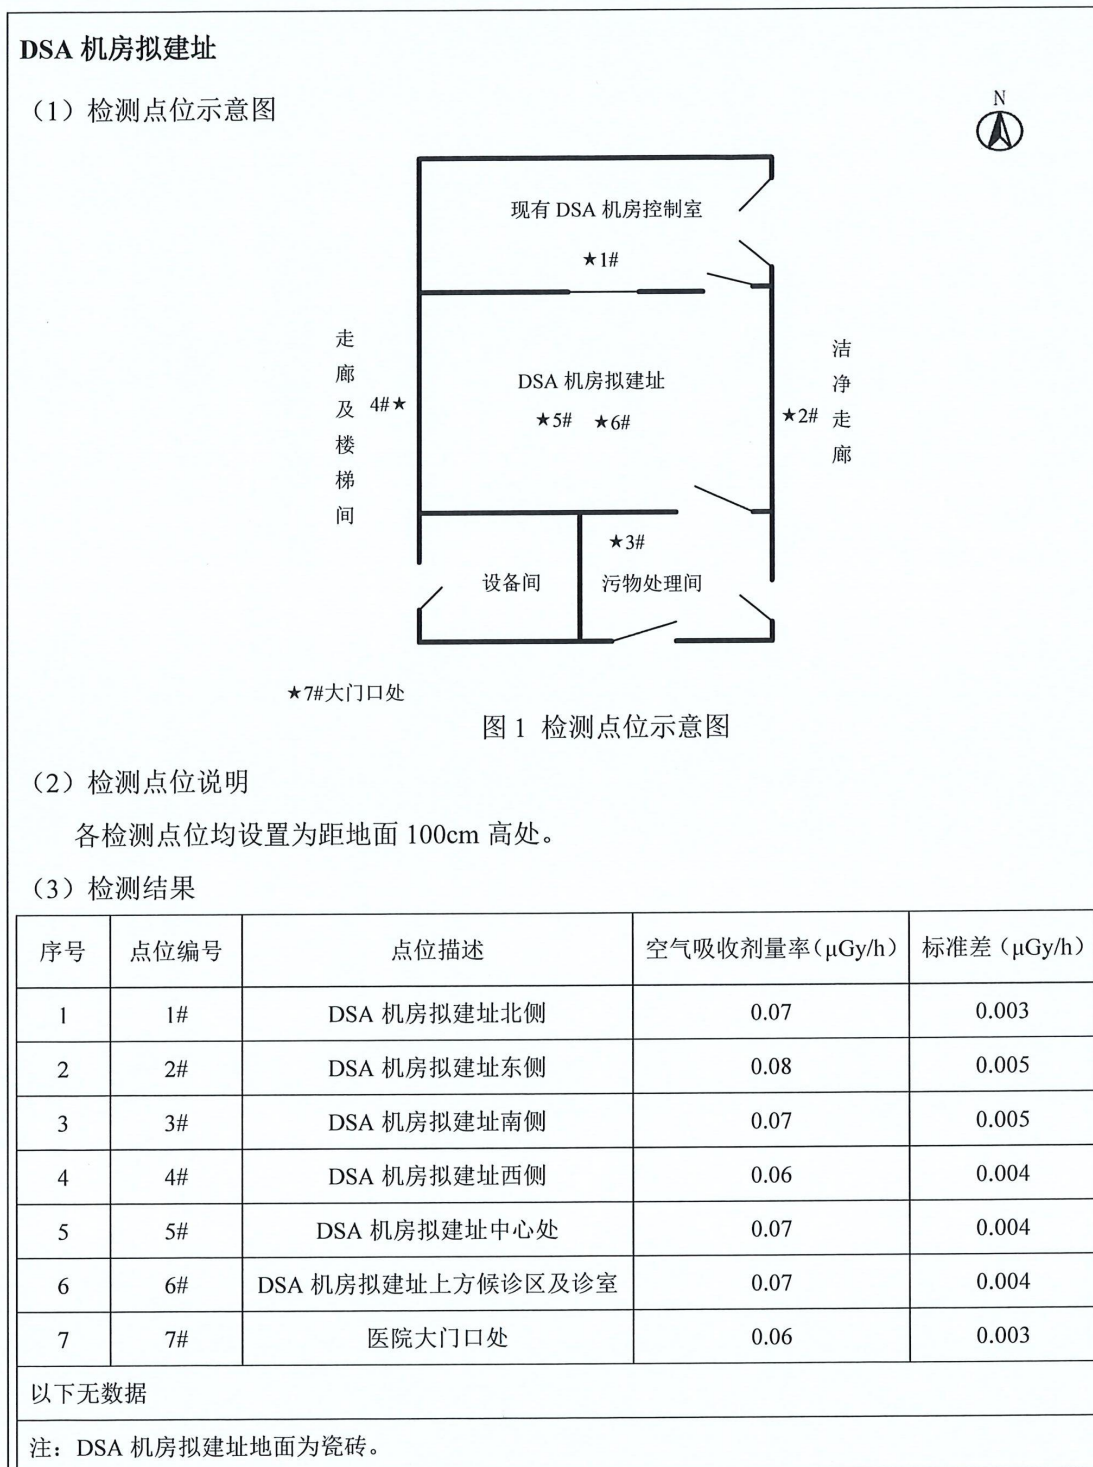 DSA 机房拟建址
（1）检测点位示意图
N
现有 DSA 机房控制室
★1#
走廊及楼梯间
4#★
DSA 机房拟建址
★5# ★6#
★2#
洁净走廊
★3#
设备间
污物处理间
★7#大门口处
图 1 检测点位示意图
（2）检测点位说明
各检测点位均设置为距地面 100cm 高处。
（3）检测结果
序号 点位编号 点位描述 空气吸收剂量率（μGy/h） 标准差（μGy/h）
1 1# DSA 机房拟建址北侧 0.07 0.003
2 2# DSA 机房拟建址东侧 0.08 0.005
3 3# DSA 机房拟建址南侧 0.07 0.005
4 4# DSA 机房拟建址西侧 0.06 0.004
5 5# DSA 机房拟建址中心处 0.07 0.004
6 6# DSA 机房拟建址上方候诊区及诊室 0.07 0.004
7 7# 医院大门口处 0.06 0.003
以下无数据
注：DSA 机房拟建址地面为瓷砖。